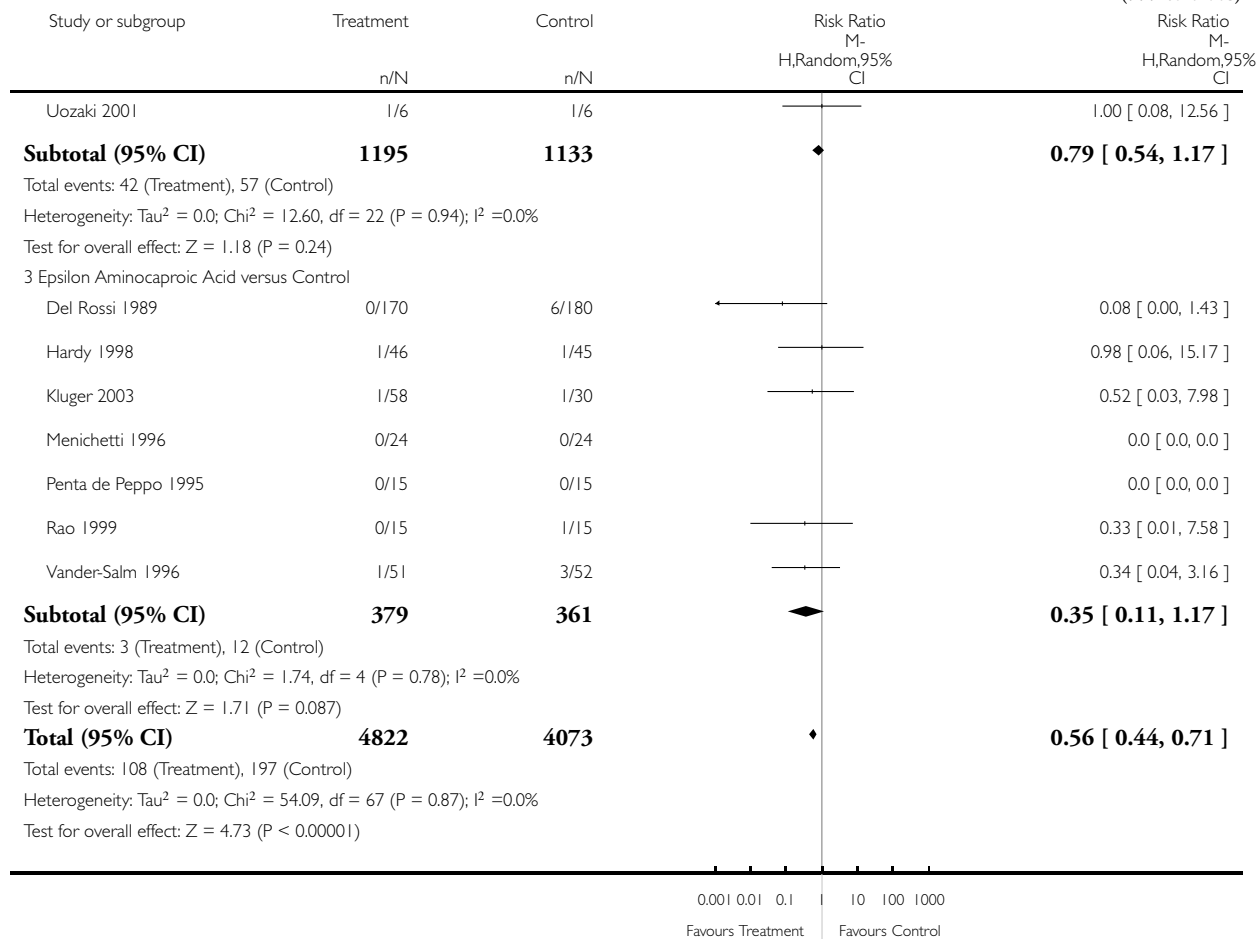 Study or subgroup Treatment Control Risk Ratio Risk Ratio
M- M-
H,Random,95% H,Random,95%
n/N n/N CI CI
Uozaki 2001 1/6 1/6 1.00 [ 0.08, 12.56 ]
Subtotal (95% CI) 1195 1133 0.79 [ 0.54, 1.17 ]
Total events: 42 (Treatment), 57 (Control)
Heterogeneity: Tau² = 0.0; Chi² = 12.60, df = 22 (P = 0.94); I² =0.0%
Test for overall effect: Z = 1.18 (P = 0.24)
3 Epsilon Aminocaproic Acid versus Control
Del Rossi 1989 0/170 6/180 0.08 [ 0.00, 1.43 ]
Hardy 1998 1/46 1/45 0.98 [ 0.06, 15.17 ]
Kluger 2003 1/58 1/30 0.52 [ 0.03, 7.98 ]
Menichetti 1996 0/24 0/24 0.0 [ 0.0, 0.0 ]
Penta de Peppo 1995 0/15 0/15 0.0 [ 0.0, 0.0 ]
Rao 1999 0/15 1/15 0.33 [ 0.01, 7.58 ]
Vander-Salm 1996 1/51 3/52 0.34 [ 0.04, 3.16 ]
Subtotal (95% CI) 379 361 0.35 [ 0.11, 1.17 ]
Total events: 3 (Treatment), 12 (Control)
Heterogeneity: Tau² = 0.0; Chi² = 1.74, df = 4 (P = 0.78); I² =0.0%
Test for overall effect: Z = 1.71 (P = 0.087)
Total (95% CI) 4822 4073 0.56 [ 0.44, 0.71 ]
Total events: 108 (Treatment), 197 (Control)
Heterogeneity: Tau² = 0.0; Chi² = 54.09, df = 67 (P = 0.87); I² =0.0%
Test for overall effect: Z = 4.73 (P < 0.00001)
0.001 0.01 0.1 1 10 100 1000
Favours Treatment Favours Control